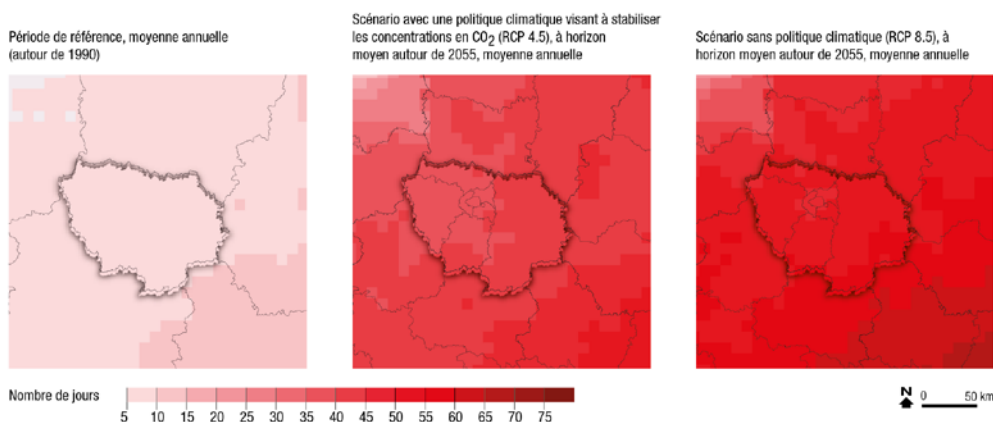 Période de référence, moyenne annuelle
(autour de 1990)
Scénario avec une politique climatique visant à stabiliser
les concentrations en CO₂ (RCP 4.5), à horizon
moyen autour de 2055, moyenne annuelle
Scénario sans politique climatique (RCP 8.5), à
horizon moyen autour de 2055, moyenne annuelle
Nombre de jours
5 10 15 20 25 30 35 40 45 50 55 60 65 70 75
N
0 50 km